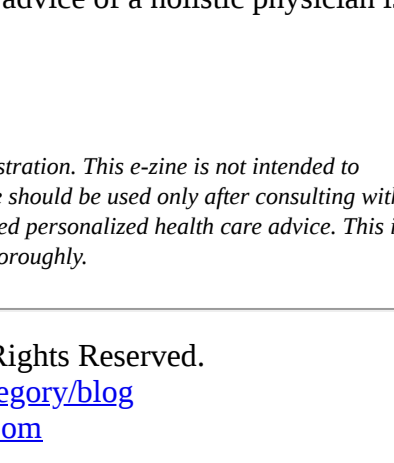 advice of a holistic physician is
stration. This e-zine is not intended to
e should be used only after consulting with
ed personalized health care advice. This i
oroughly.
Rights Reserved.
egory/blog
om